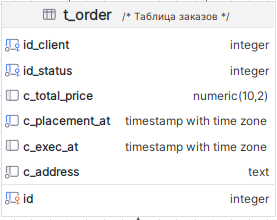 t_order /* Таблица заказов */
id_client integer
id_status integer
c_total_price numeric(10,2)
c_placement_at timestamp with time zone
c_exec_at timestamp with time zone
c_address text
id integer